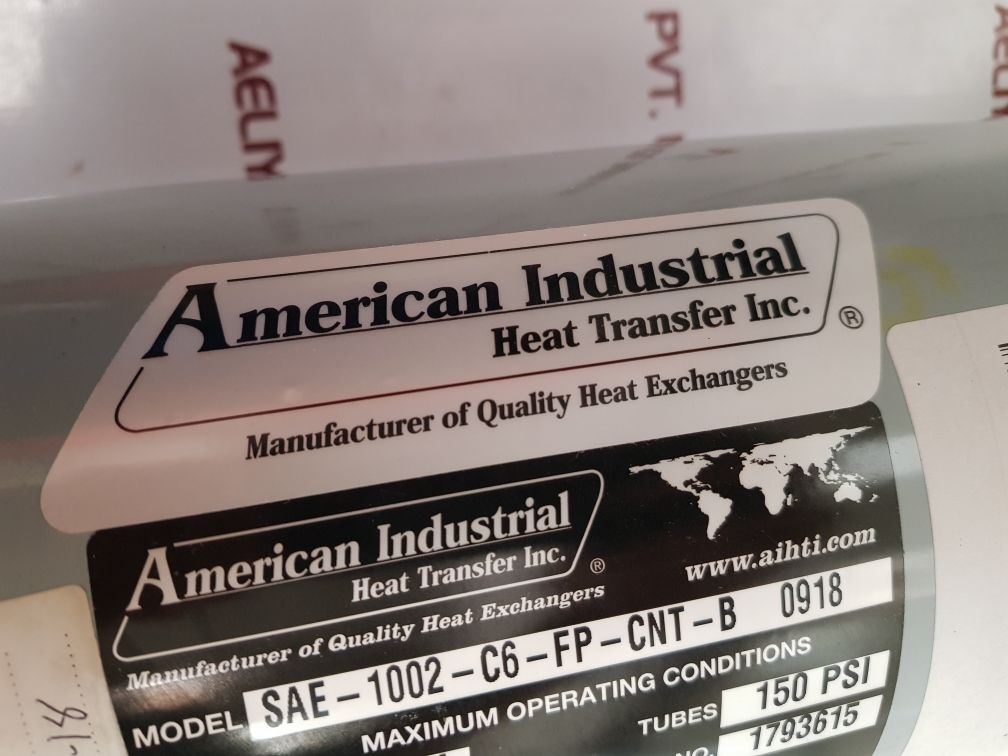 AELIY
PVT.
American Industrial
Heat Transfer Inc.
®
Manufacturer of Quality Heat Exchangers
American Industrial
Heat Transfer Inc.
®
www.aihti.com
Manufacturer of Quality Heat Exchangers
MODEL SAE-1002-C6-FP-CNT-B 0918
MAXIMUM OPERATING CONDITIONS
TUBES 150 PSI
NO. 1793615
-18